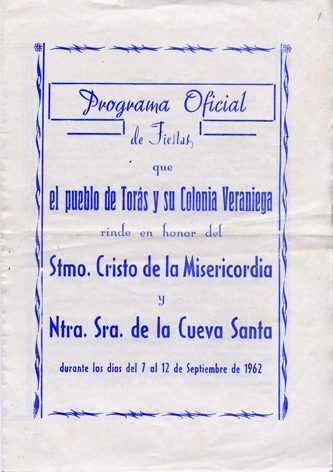 1
Programa Oficial
de Fiestas
que
el pueblo de Torás y su Colonia Veraniega
rinde en honor del
Stmo. Cristo de la Misericordia
y
Ntra. Sra. de la Cueva Santa
durante los días del 7 al 12 de Septiembre de 1962